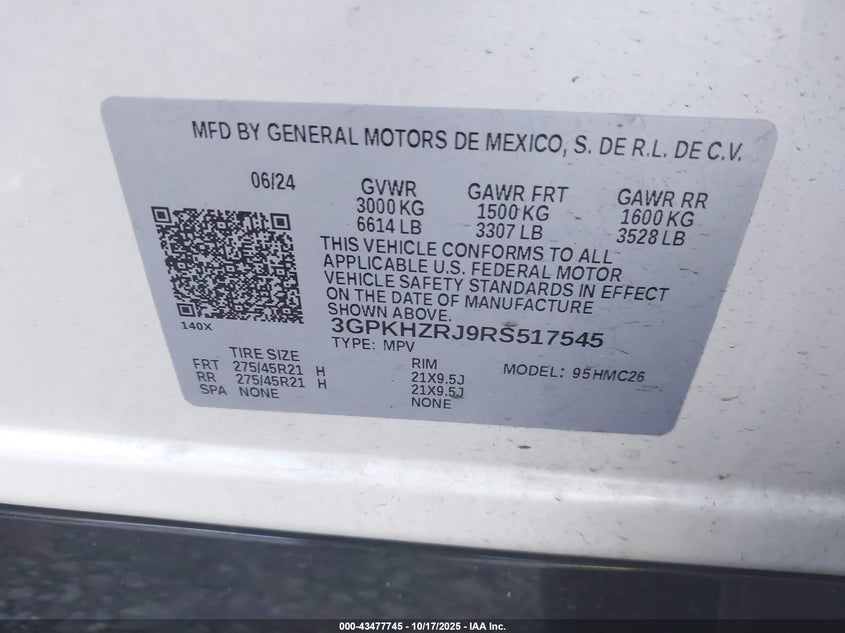 MFD BY GENERAL MOTORS DE MEXICO, S. DE R.L. DE C.V.
06/24 GVWR GAWR FRT GAWR RR
3000 KG 1500 KG 1600 KG
6614 LB 3307 LB 3528 LB
THIS VEHICLE CONFORMS TO ALL
APPLICABLE U.S. FEDERAL MOTOR
VEHICLE SAFETY STANDARDS IN EFFECT
ON THE DATE OF MANUFACTURE
SHOWN ABOVE.
140X
3GPKHZRJ9RS517545
TYPE: MPV
TIRE SIZE RIM MODEL: 95HMC26
FRT 275/45R21 H 21X9.5J
RR 275/45R21 H 21X9.5J
SPA NONE NONE
000-43477745 - 10/17/2025 - IAA Inc.